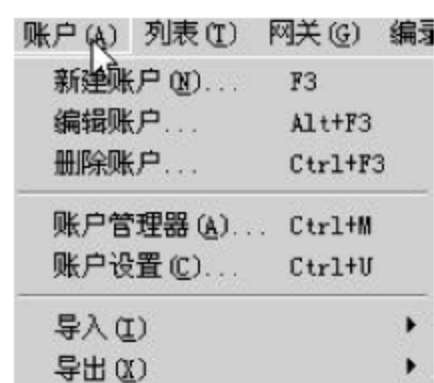 账户(A) 列表(T) 网关(G) 编录
新建账户(N)... F3
编辑账户... Alt+F3
删除账户... Ctrl+F3
账户管理器(A)... Ctrl+M
账户设置(C)... Ctrl+U
导入(I)
导出(X)